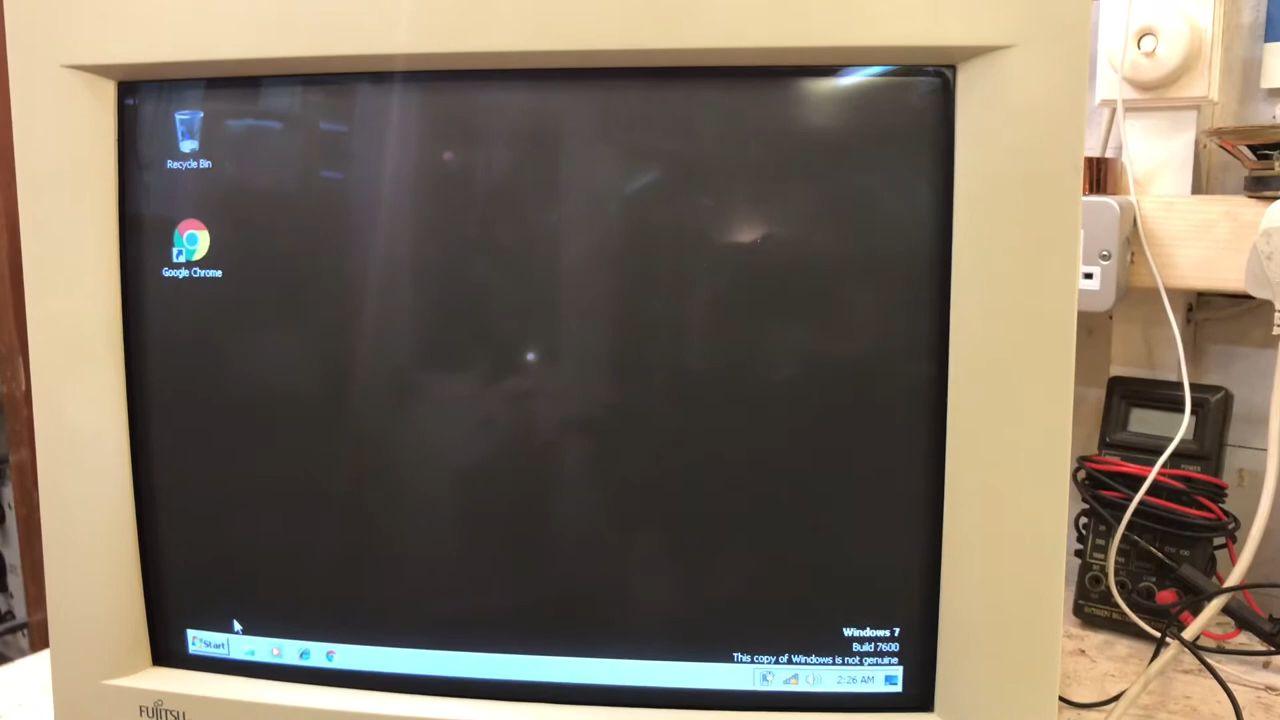 Recycle Bin
Google Chrome
Windows 7
Build 7600
This copy of Windows is not genuine
Start
2:26 AM
FUJITSU
POWER